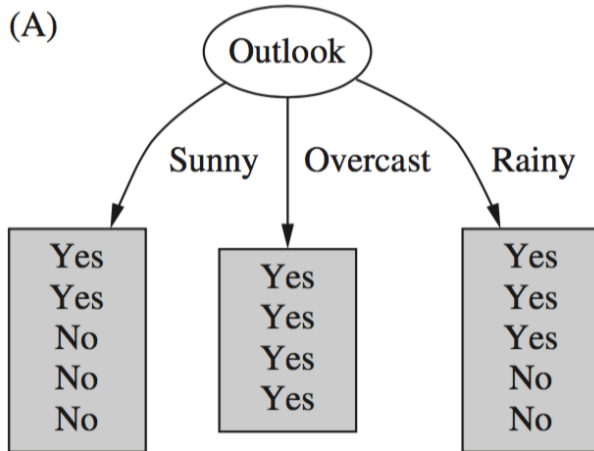 (A)
Outlook
Sunny
Overcast
Rainy
Yes
Yes
No
No
No
Yes
Yes
Yes
Yes
Yes
Yes
Yes
No
No